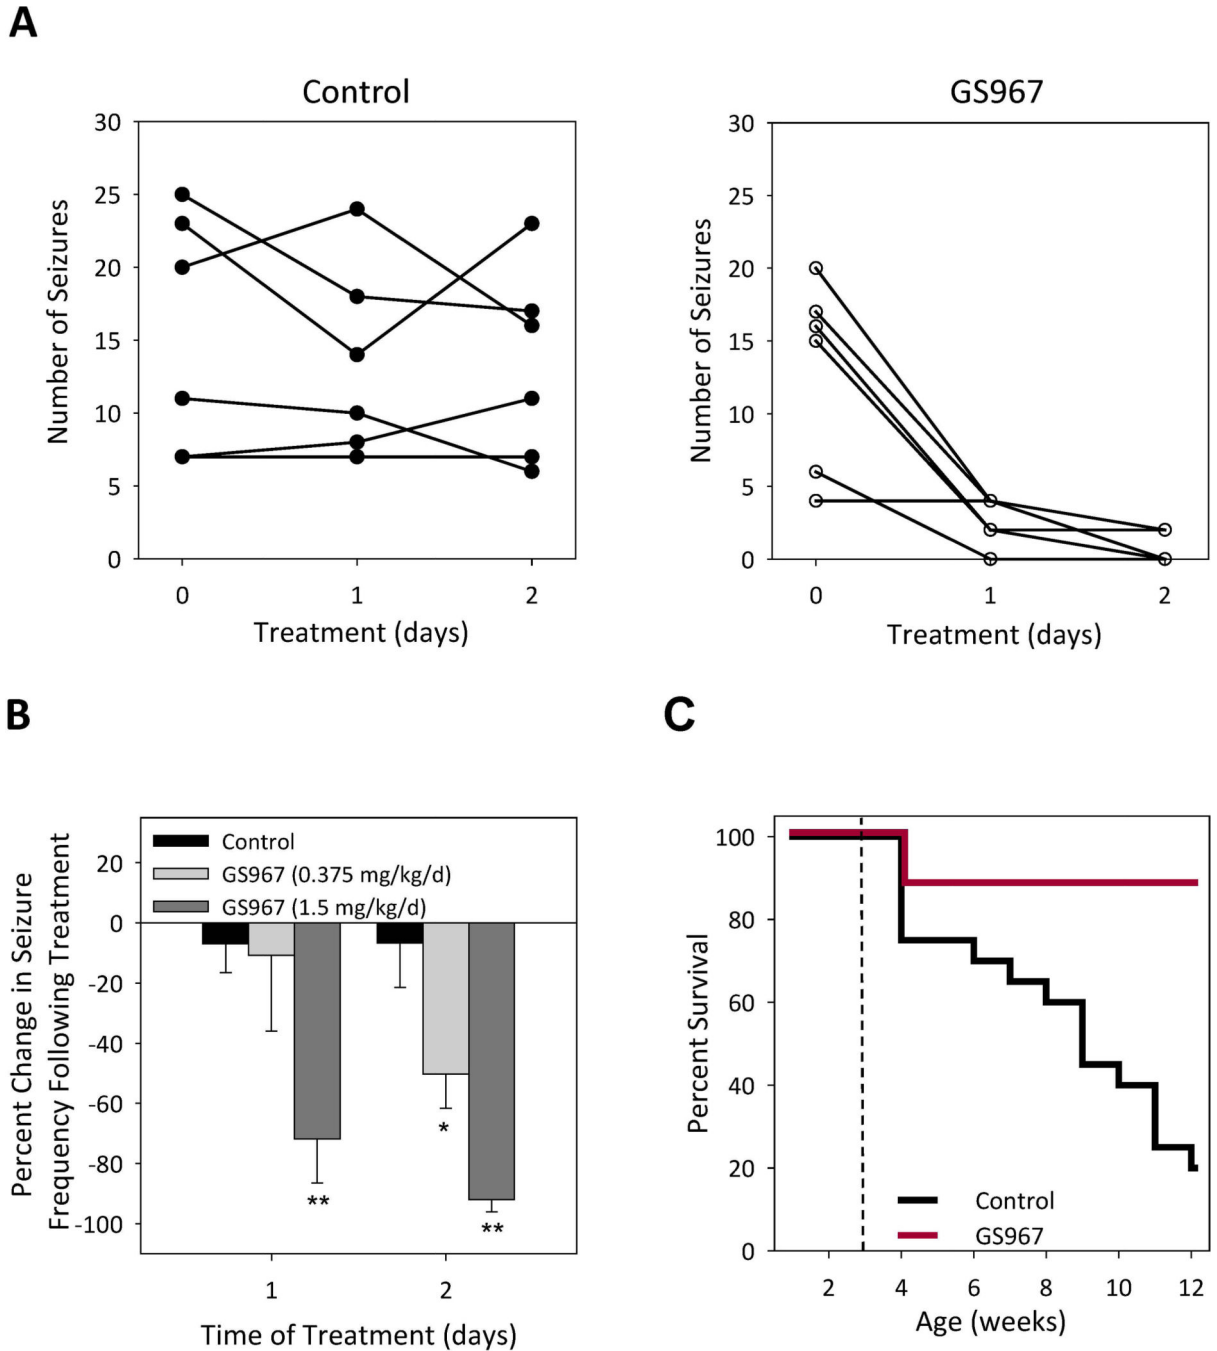 A
Control
30
25
20
15
10
5
0
Number of Seizures
0 1 2
Treatment (days)
GS967
30
25
20
15
10
5
0
Number of Seizures
0 1 2
Treatment (days)
B
Control
GS967 (0.375 mg/kg/d)
GS967 (1.5 mg/kg/d)
20
0
-20
-40
-60
-80
-100
Percent Change in Seizure
Frequency Following Treatment
**
*
**
1 2
Time of Treatment (days)
C
100
80
60
40
20
0
Percent Survival
Control
GS967
2 4 6 8 10 12
Age (weeks)